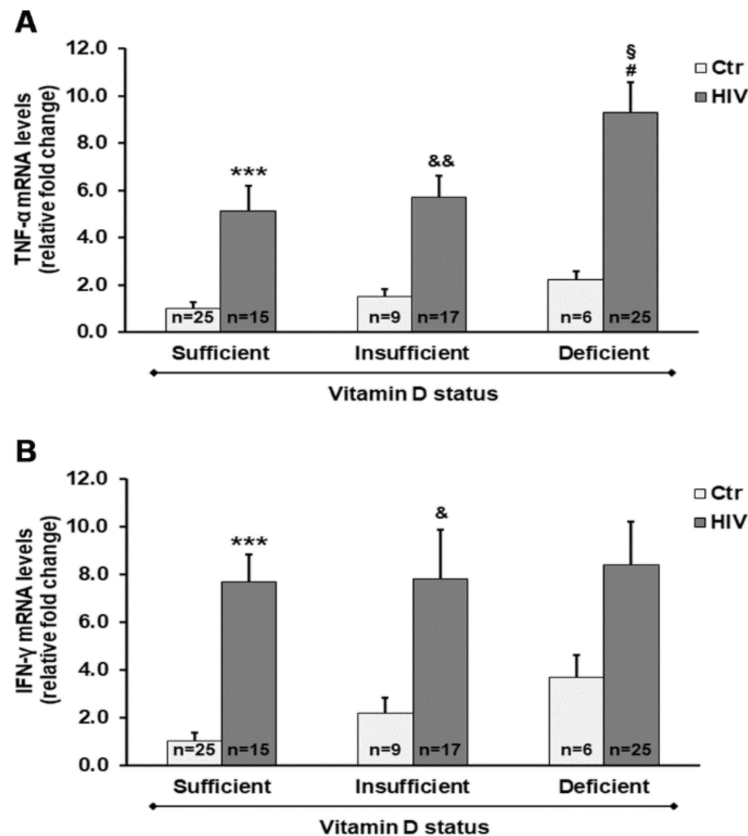 A
TNF-α mRNA levels
(relative fold change)
12.0
10.0
8.0
6.0
4.0
2.0
0.0
***
&&
§
#
Ctr
HIV
n=25 n=15 n=9 n=17 n=6 n=25
Sufficient Insufficient Deficient
Vitamin D status
B
IFN-γ mRNA levels
(relative fold change)
12.0
10.0
8.0
6.0
4.0
2.0
0.0
***
&
Ctr
HIV
n=25 n=15 n=9 n=17 n=6 n=25
Sufficient Insufficient Deficient
Vitamin D status